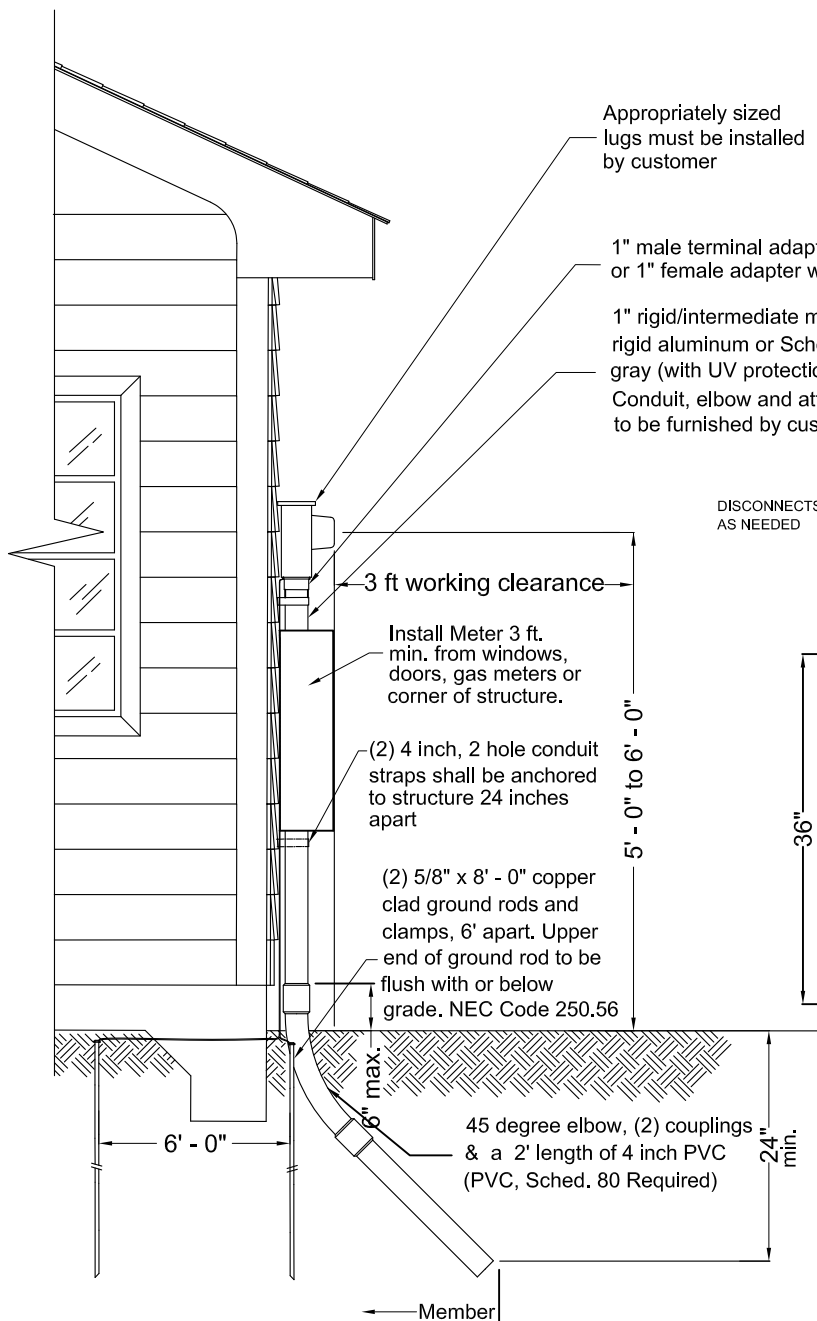 Appropriately sized
lugs must be installed
by customer
1" male terminal
or 1" female adapter
1" rigid/intermediate
rigid aluminum or
gray (with UV
Conduit, elbow and
to be furnished by
DISCONNECTS
AS NEEDED
3 ft working clearance
Install Meter 3 ft.
min. from windows,
doors, gas meters or
corner of structure.
(2) 4 inch, 2 hole conduit
straps shall be anchored
to structure 24 inches
apart
5' - 0" to 6' - 0"
36"
(2) 5/8" x 8' - 0" copper
clad ground rods and
clamps, 6' apart. Upper
end of ground rod to be
flush with or below
grade. NEC Code 250.56
6" max.
6' - 0"
45 degree elbow, (2) couplings
& a 2' length of 4 inch PVC
(PVC, Sched. 80 Required)
24"
min.
Member